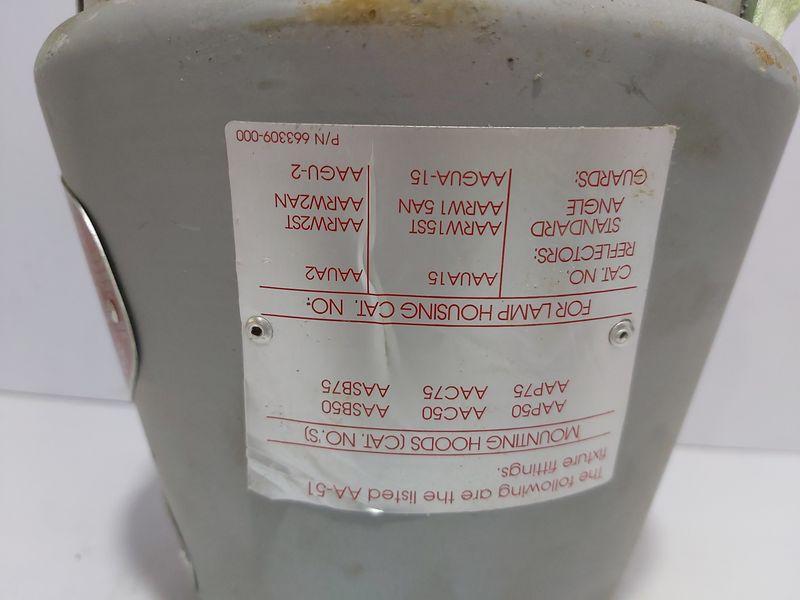 The following are the listed AA-51
fixture fittings.
MOUNTING HOODS (CAT. NO.'S)
AAP50 AAC50 AASB50
AAP75 AAC75 AASB75
FOR LAMP HOUSING CAT. NO:
CAT. NO. AAUA15 AAUA2
REFLECTORS:
STANDARD AARW15ST AARW2ST
ANGLE AARW15AN AARW2AN
GUARDS: AAGUA-15 AAGU-2
P/N 663309-000